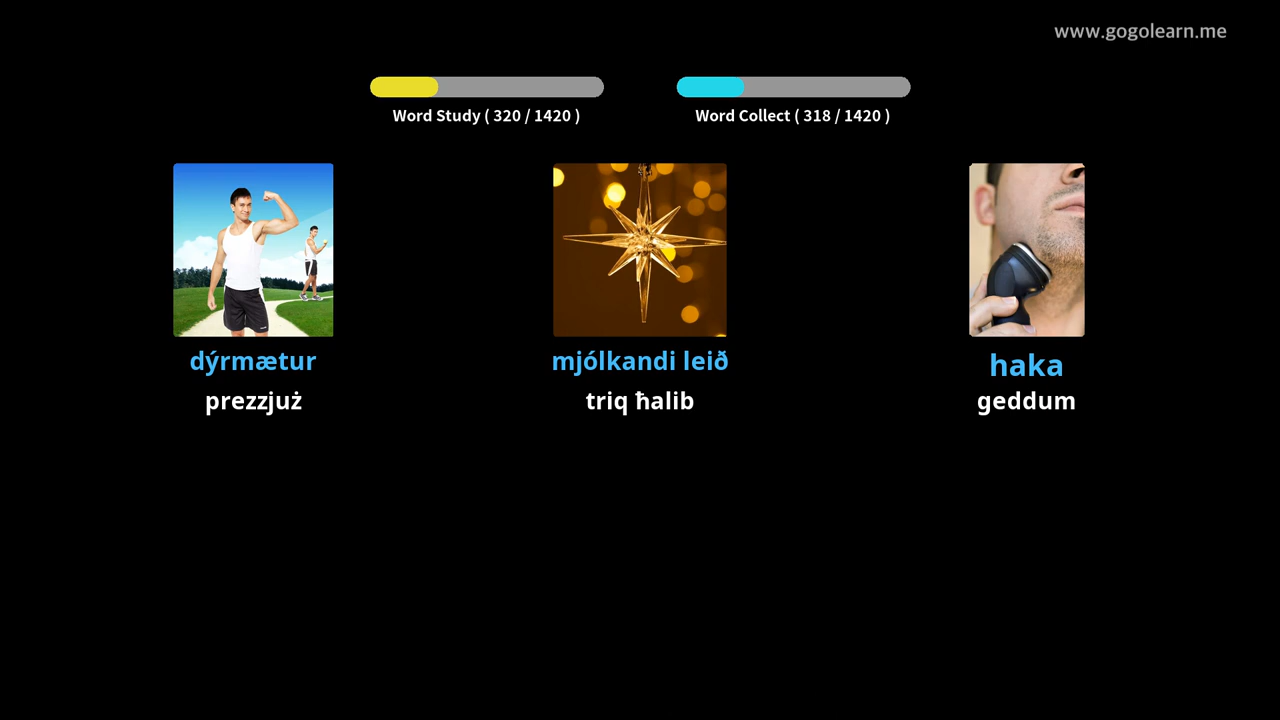 www.gogolearn.me
Word Study ( 320 / 1420 )
Word Collect ( 318 / 1420 )
dýrmætur
prezzjuż
mjólkandi leið
triq ħalib
haka
geddum